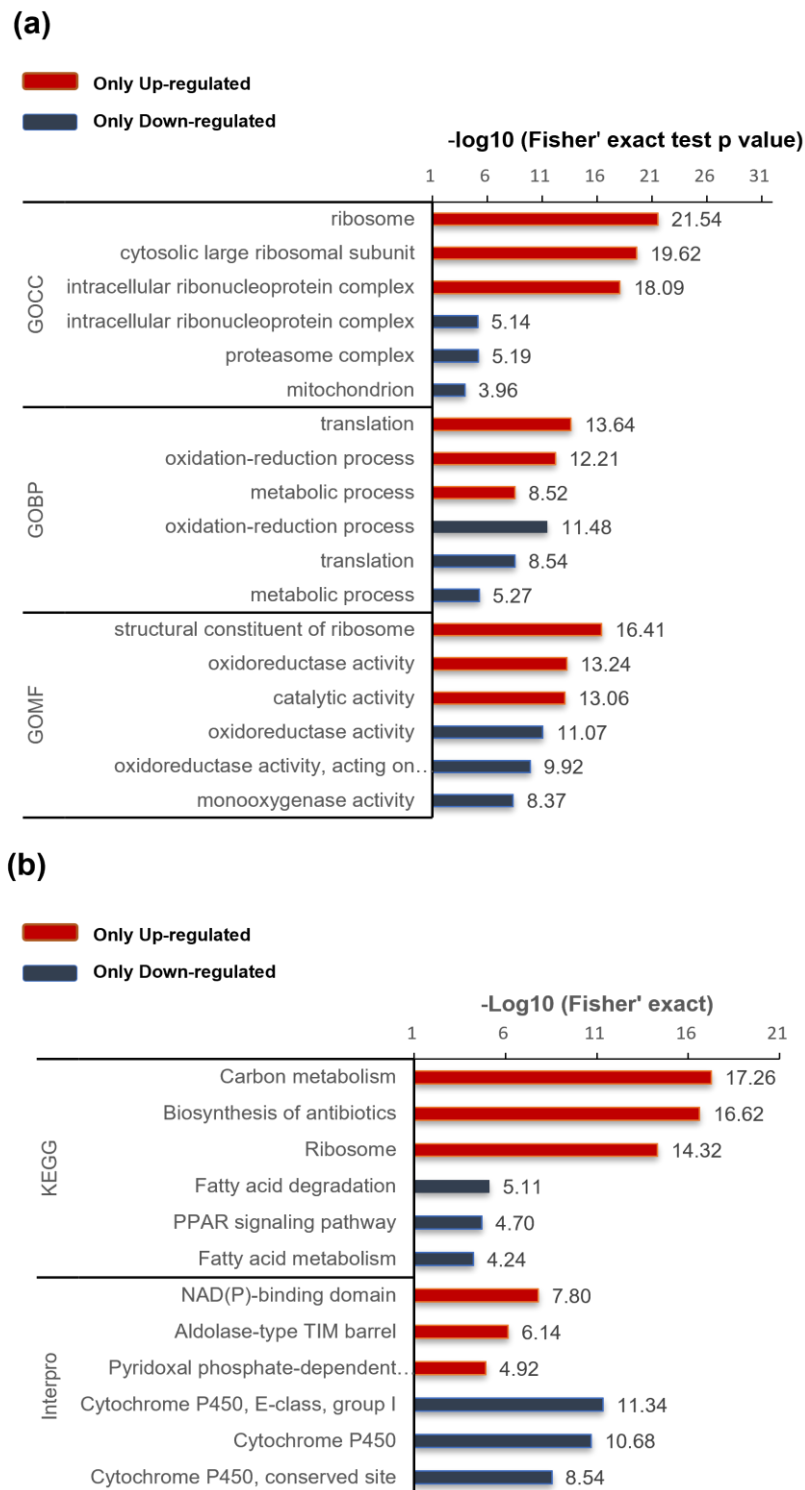 (a)
Only Up-regulated
Only Down-regulated
-log10 (Fisher' exact test p value)
1 6 11 16 21 26 31
GOCC
ribosome 21.54
cytosolic large ribosomal subunit 19.62
intracellular ribonucleoprotein complex 18.09
intracellular ribonucleoprotein complex 5.14
proteasome complex 5.19
mitochondrion 3.96
GOBP
translation 13.64
oxidation-reduction process 12.21
metabolic process 8.52
oxidation-reduction process 11.48
translation 8.54
metabolic process 5.27
GOMF
structural constituent of ribosome 16.41
oxidoreductase activity 13.24
catalytic activity 13.06
oxidoreductase activity 11.07
oxidoreductase activity, acting on… 9.92
monooxygenase activity 8.37
(b)
Only Up-regulated
Only Down-regulated
-Log10 (Fisher' exact)
1 6 11 16 21
KEGG
Carbon metabolism 17.26
Biosynthesis of antibiotics 16.62
Ribosome 14.32
Fatty acid degradation 5.11
PPAR signaling pathway 4.70
Fatty acid metabolism 4.24
Interpro
NAD(P)-binding domain 7.80
Aldolase-type TIM barrel 6.14
Pyridoxal phosphate-dependent… 4.92
Cytochrome P450, E-class, group I 11.34
Cytochrome P450 10.68
Cytochrome P450, conserved site 8.54